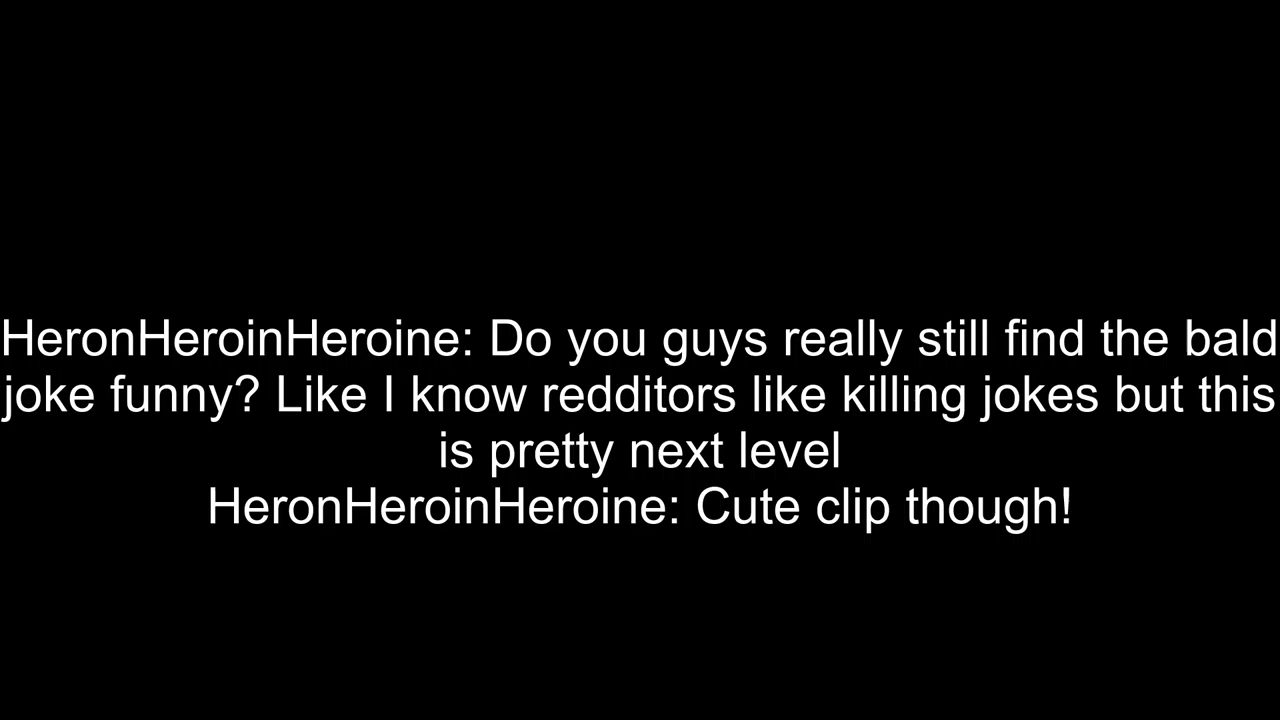 HeronHeroinHeroine: Do you guys really still find the bald
joke funny? Like I know redditors like killing jokes but this
is pretty next level
HeronHeroinHeroine: Cute clip though!